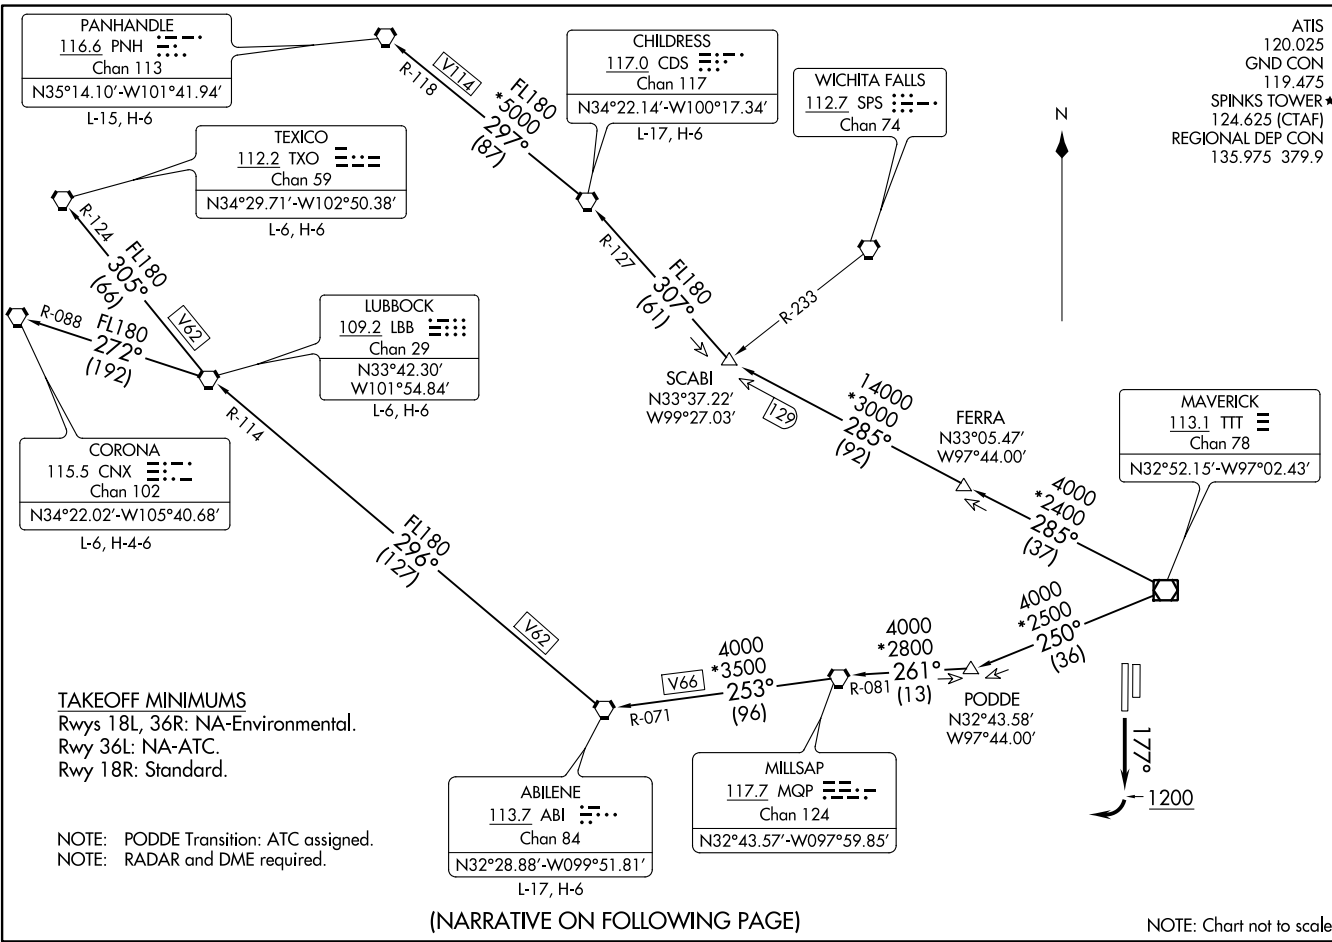 PANHANDLE
116.6 PNH
Chan 113
N35°14.10′-W101°41.94′
L-15, H-6
R-118
V114
FL180
*5000
297°
(87)
CHILDRESS
117.0 CDS
Chan 117
N34°22.14′-W100°17.34′
L-17, H-6
WICHITA FALLS
112.7 SPS
Chan 74
ATIS
120.025
GND CON
119.475
SPINKS TOWER★
124.625 (CTAF)
REGIONAL DEP CON
135.975 379.9
N
TEXICO
112.2 TXO
Chan 59
N34°29.71′-W102°50.38′
L-6, H-6
R-124
FL180
305°
(66)
V62
R-127
FL180
307°
(61)
R-233
R-088
FL180
272°
(192)
LUBBOCK
109.2 LBB
Chan 29
N33°42.30′
W101°54.84′
L-6, H-6
SCABI
N33°37.22′
W99°27.03′
129
14000
*3000
285°
(92)
FERRA
N33°05.47′
W97°44.00′
MAVERICK
113.1 TTT
Chan 78
N32°52.15′-W97°02.43′
R-114
CORONA
115.5 CNX
Chan 102
N34°22.02′-W105°40.68′
L-6, H-4-6
4000
*2400
285°
(37)
FL180
296°
(127)
V62
4000
*2500
250°
(36)
4000
*2800
261°
(13)
R-081
4000
*3500
253°
(96)
V66
R-071
PODDE
N32°43.58′
W97°44.00′
177°
1200
TAKEOFF MINIMUMS
Rwys 18L, 36R: NA-Environmental.
Rwy 36L: NA-ATC.
Rwy 18R: Standard.
ABILENE
113.7 ABI
Chan 84
N32°28.88′-W099°51.81′
L-17, H-6
MILLSAP
117.7 MQP
Chan 124
N32°43.57′-W097°59.85′
NOTE: PODDE Transition: ATC assigned.
NOTE: RADAR and DME required.
(NARRATIVE ON FOLLOWING PAGE)
NOTE: Chart not to scale